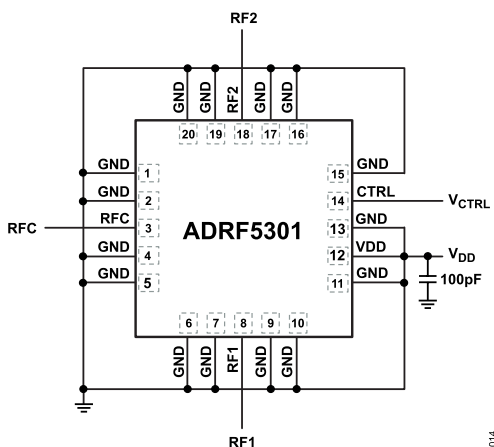 RF2
GND
GND
RF2
GND
GND
20
19
18
17
16
GND
1
15
GND
GND
2
14
CTRL
VCTRL
RFC
RFC
3
ADRF5301
13
GND
GND
4
12
VDD
VDD
GND
5
11
GND
100pF
6
7
8
9
10
GND
GND
RF1
GND
GND
RF1
014